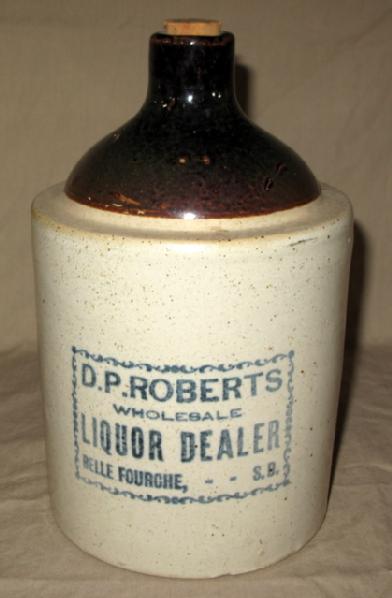 D.P.ROBERTS
WHOLESALE
LIQUOR DEALER
BELLE FOURCHE, - - S.D.